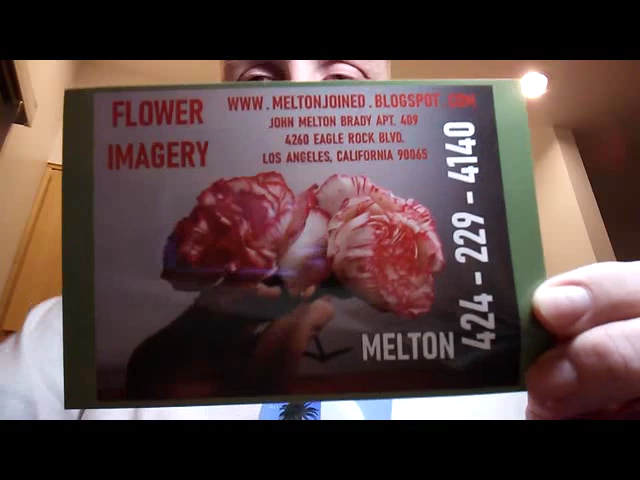 FLOWER
IMAGERY
WWW.MELTONJOINED.BLOGSPOT.COM
JOHN MELTON BRADY APT. 409
4260 EAGLE ROCK BLVD.
LOS ANGELES, CALIFORNIA 90065
424-229-4140
MELTON